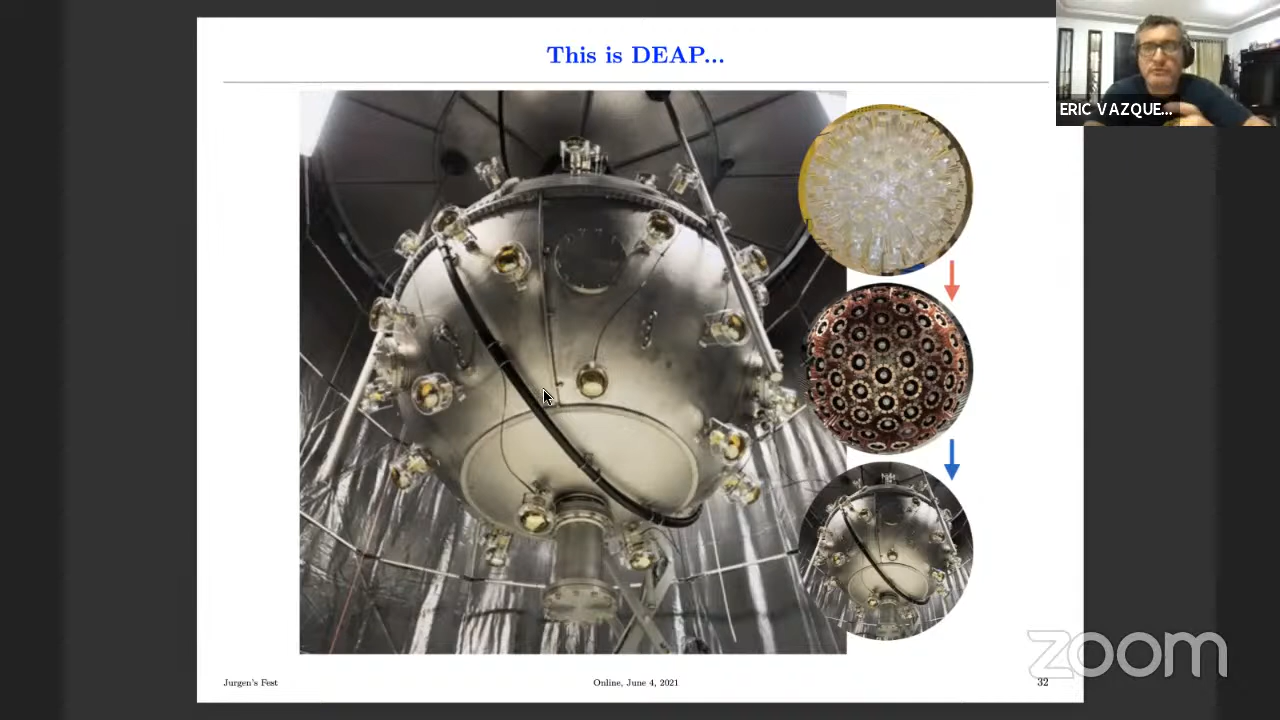 This is DEAP...
ERIC VAZQUE...
Jurgen's Fest
Online, June 4, 2021
32
zoom